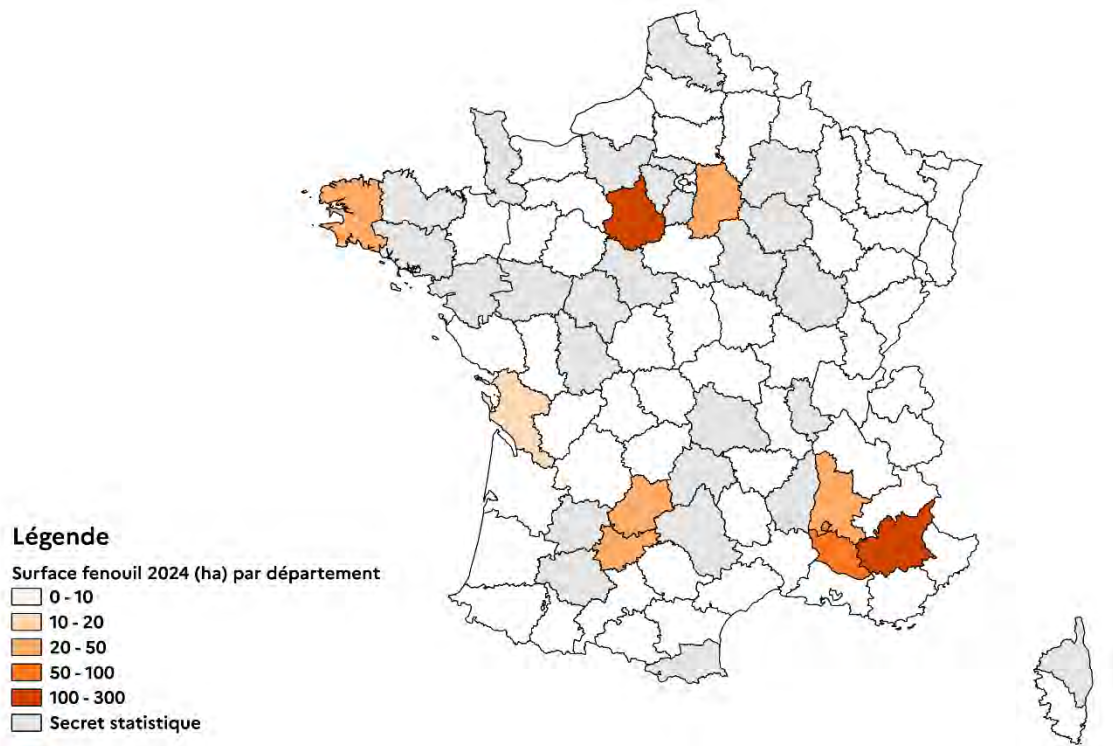 Légende
Surface fenouil 2024 (ha) par département
0 - 10
10 - 20
20 - 50
50 - 100
100 - 300
Secret statistique